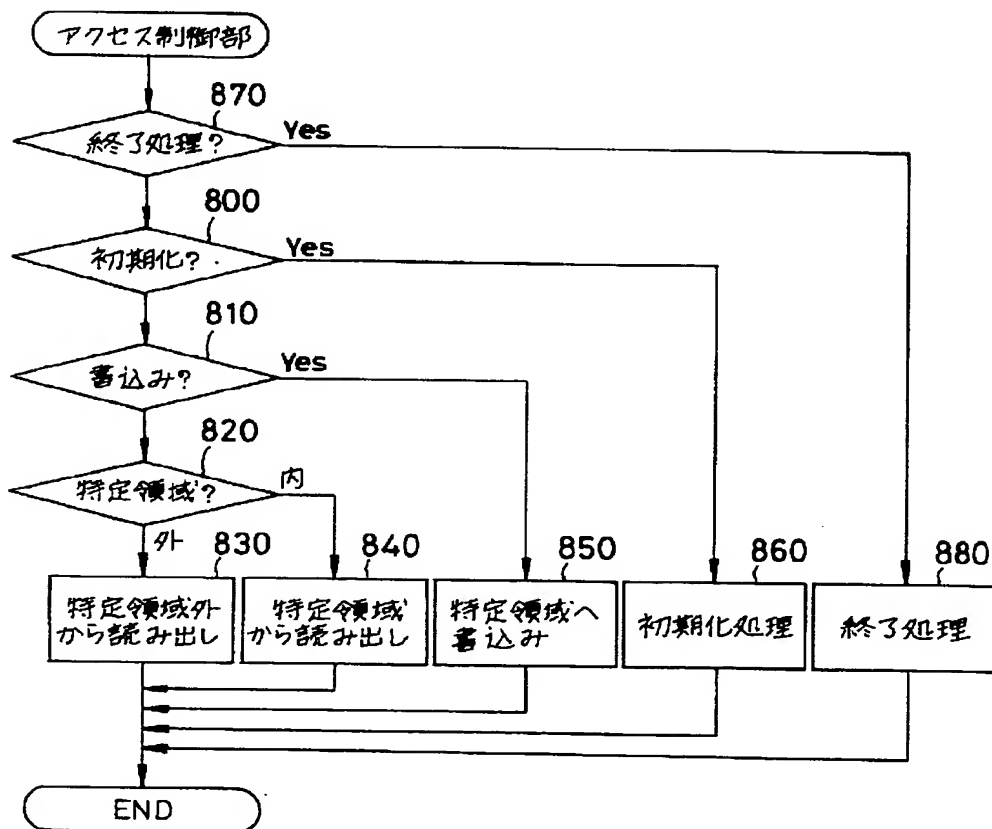 アクセス制御部
870
終了処理?
Yes
800
初期化?
Yes
810
書込み?
Yes
820
特定領域?
内
外
830
840
850
860
880
特定領域外
から読み出し
特定領域
から読み出し
特定領域へ
書込み
初期化処理
終了処理
END